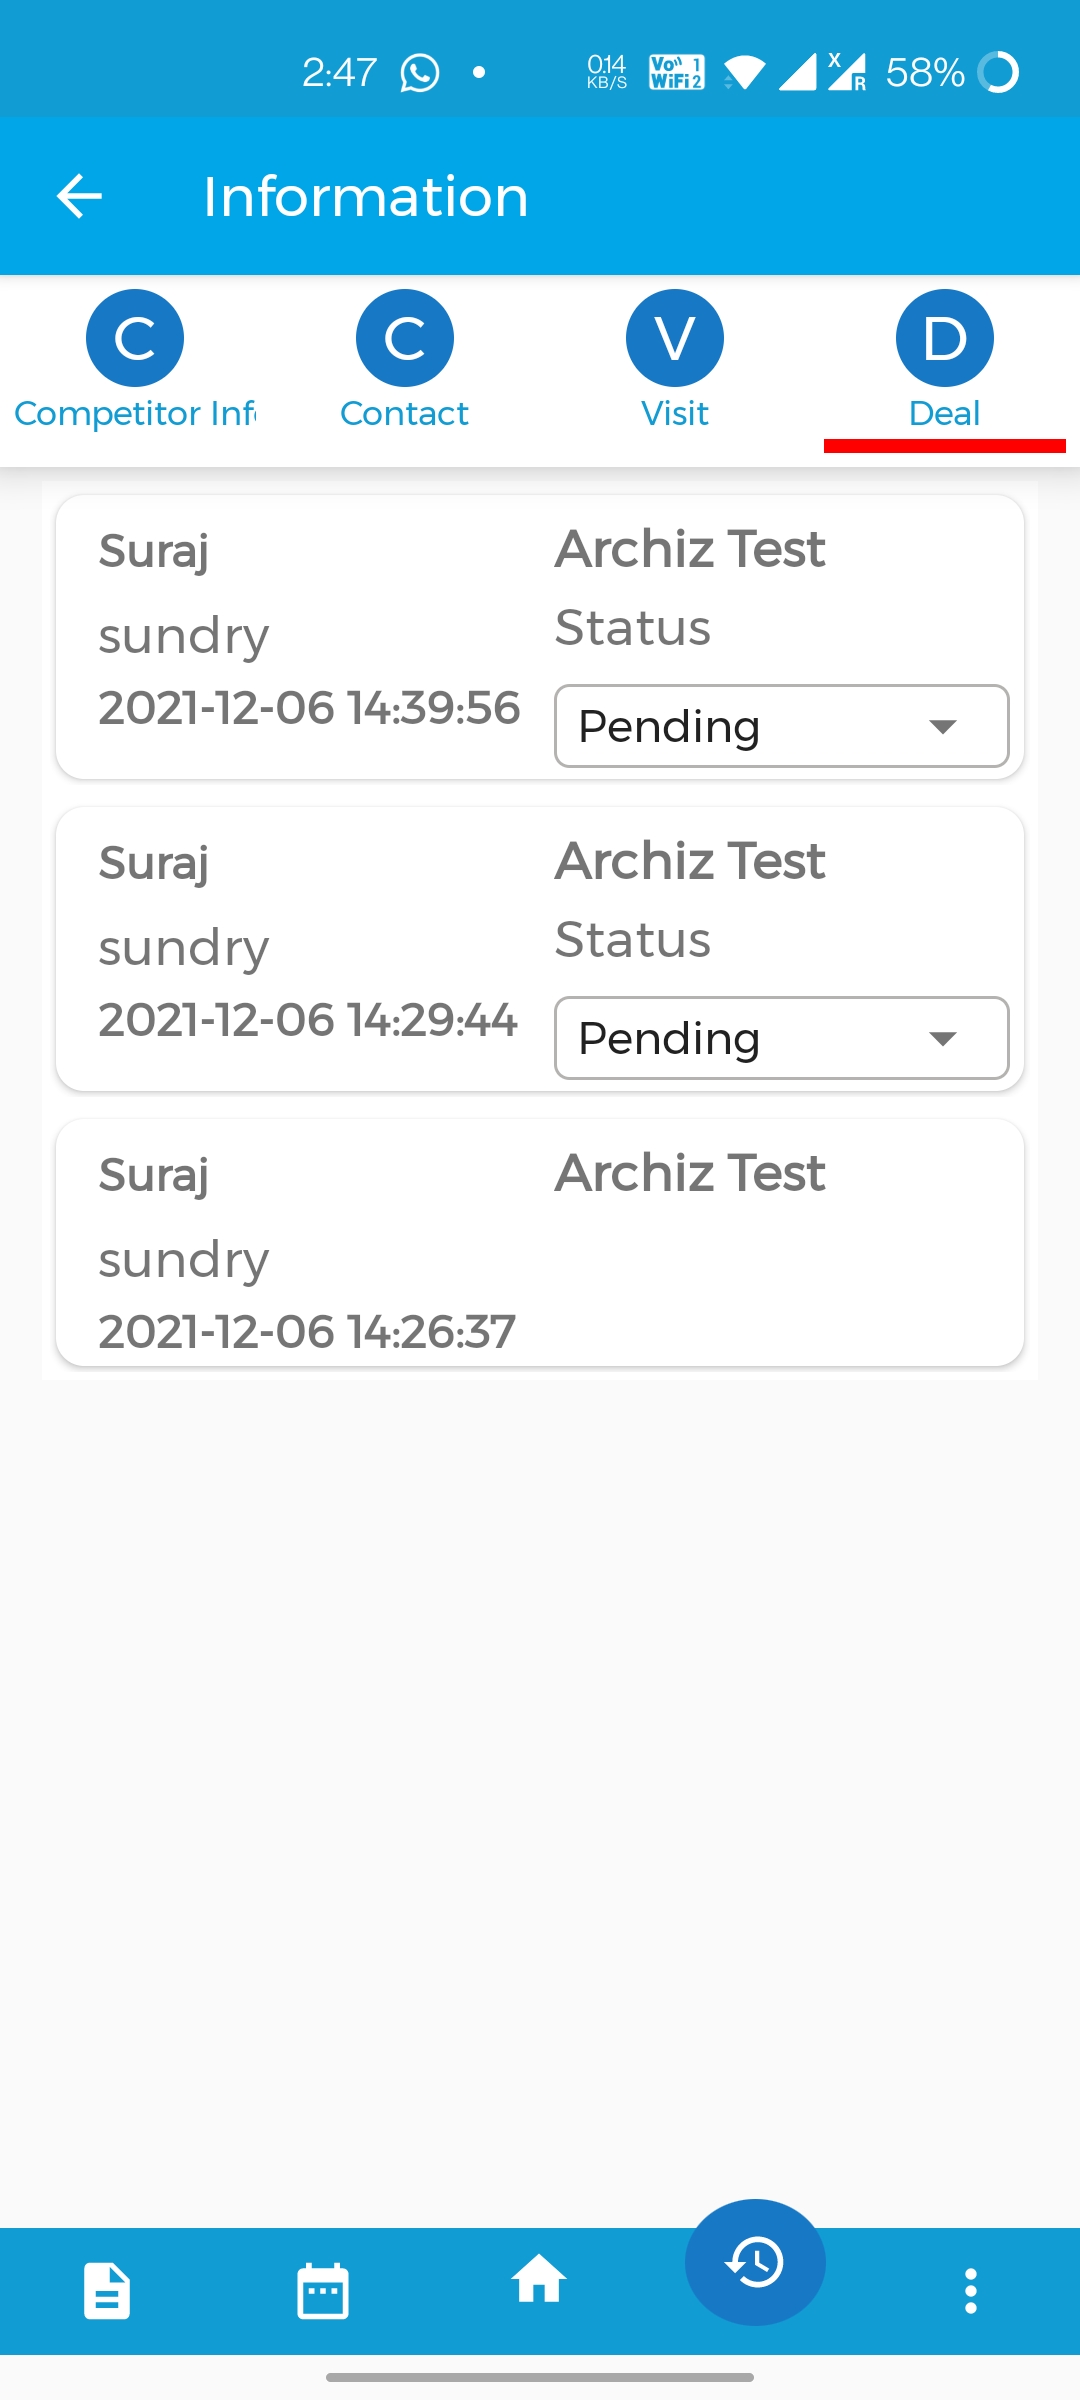 2:47
0.14 KB/S
Vo WiFi 1 2
X
R
58%
Information
C
C
V
D
Competitor Inf
Contact
Visit
Deal
Suraj
Archiz Test
sundry
Status
2021-12-06 14:39:56
Pending
Suraj
Archiz Test
sundry
Status
2021-12-06 14:29:44
Pending
Suraj
Archiz Test
sundry
2021-12-06 14:26:37